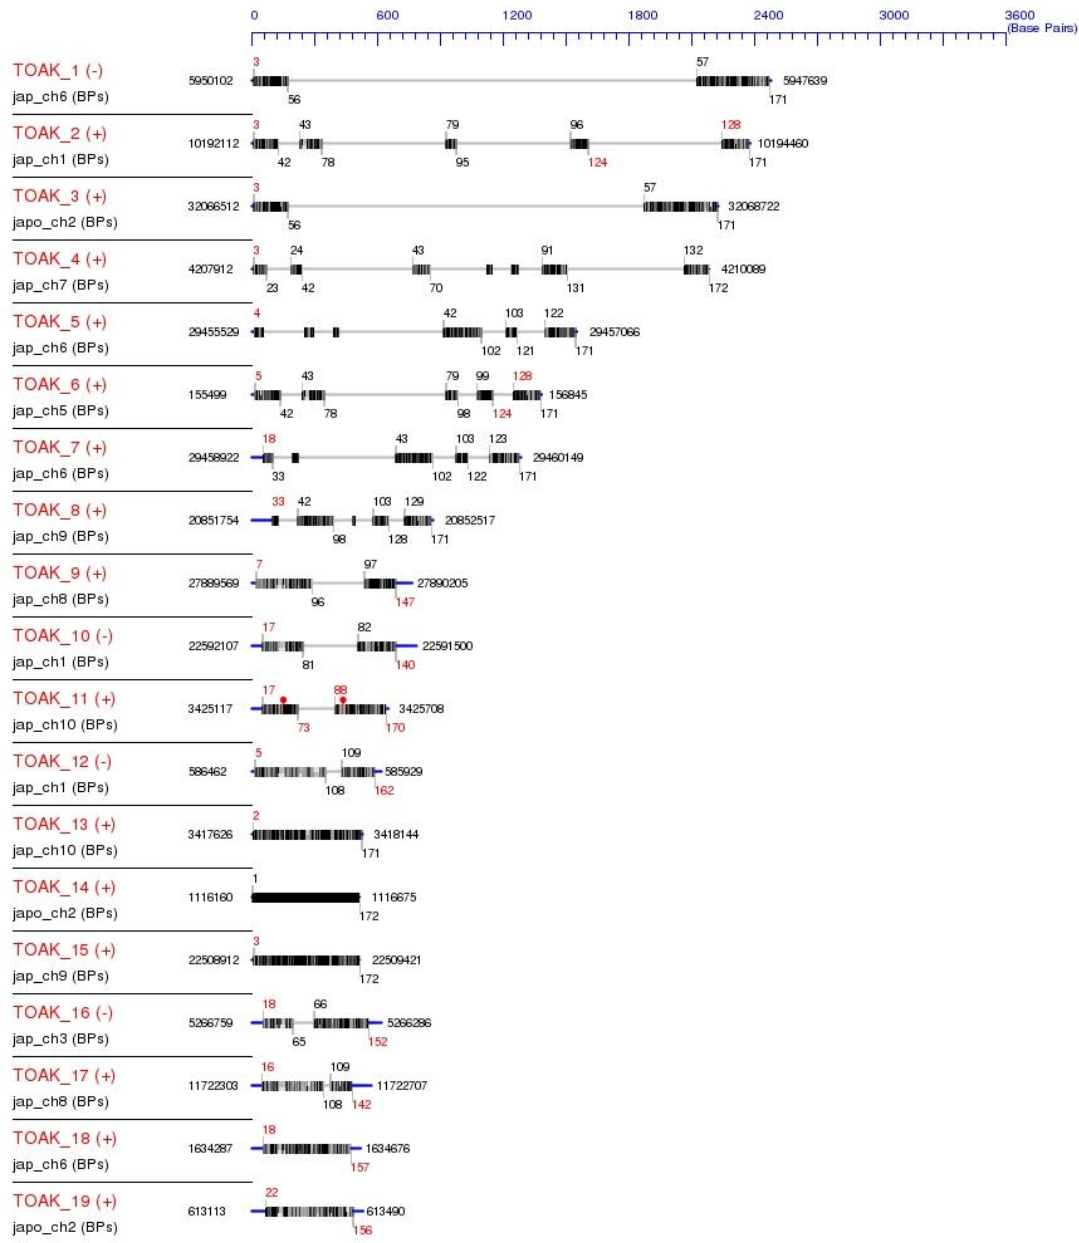 0 600 1200 1800 2400 3000 3600
(Base Pairs)
3 57
TOAK_1 (-) 5950102 5947639
jap_ch6 (BPs) 56 171
3 43 79 96 128
TOAK_2 (+) 10192112 10194460
jap_ch1 (BPs) 42 78 95 124 171
3 57
TOAK_3 (+) 32066512 32068722
japo_ch2 (BPs) 56 171
3 24 43 91 132
TOAK_4 (+) 4207912 4210089
jap_ch7 (BPs) 23 42 70 131 172
4 42 103 122
TOAK_5 (+) 29455529 29457066
jap_ch6 (BPs) 102 121 171
5 43 79 99 128
TOAK_6 (+) 155499 156845
jap_ch5 (BPs) 42 78 98 124 171
18 43 103 123
TOAK_7 (+) 29458922 29460149
jap_ch6 (BPs) 33 102 122 171
33 42 103 129
TOAK_8 (+) 20851754 20852517
jap_ch9 (BPs) 98 128 171
7 97
TOAK_9 (+) 27889569 27890205
jap_ch8 (BPs) 96 147
17 82
TOAK_10 (-) 22592107 22591500
jap_ch1 (BPs) 81 140
17 88
TOAK_11 (+) 3425117 3425708
jap_ch10 (BPs) 73 170
5 109
TOAK_12 (-) 586462 585929
jap_ch1 (BPs) 108 162
2
TOAK_13 (+) 3417626 3418144
jap_ch10 (BPs) 171
1
TOAK_14 (+) 1116160 1116675
japo_ch2 (BPs) 172
3
TOAK_15 (+) 22508912 22509421
jap_ch9 (BPs) 172
18 66
TOAK_16 (-) 5266759 5266286
jap_ch3 (BPs) 65 152
16 109
TOAK_17 (+) 11722303 11722707
jap_ch8 (BPs) 108 142
18
TOAK_18 (+) 1634287 1634676
jap_ch6 (BPs) 157
22
TOAK_19 (+) 613113 613490
japo_ch2 (BPs) 156